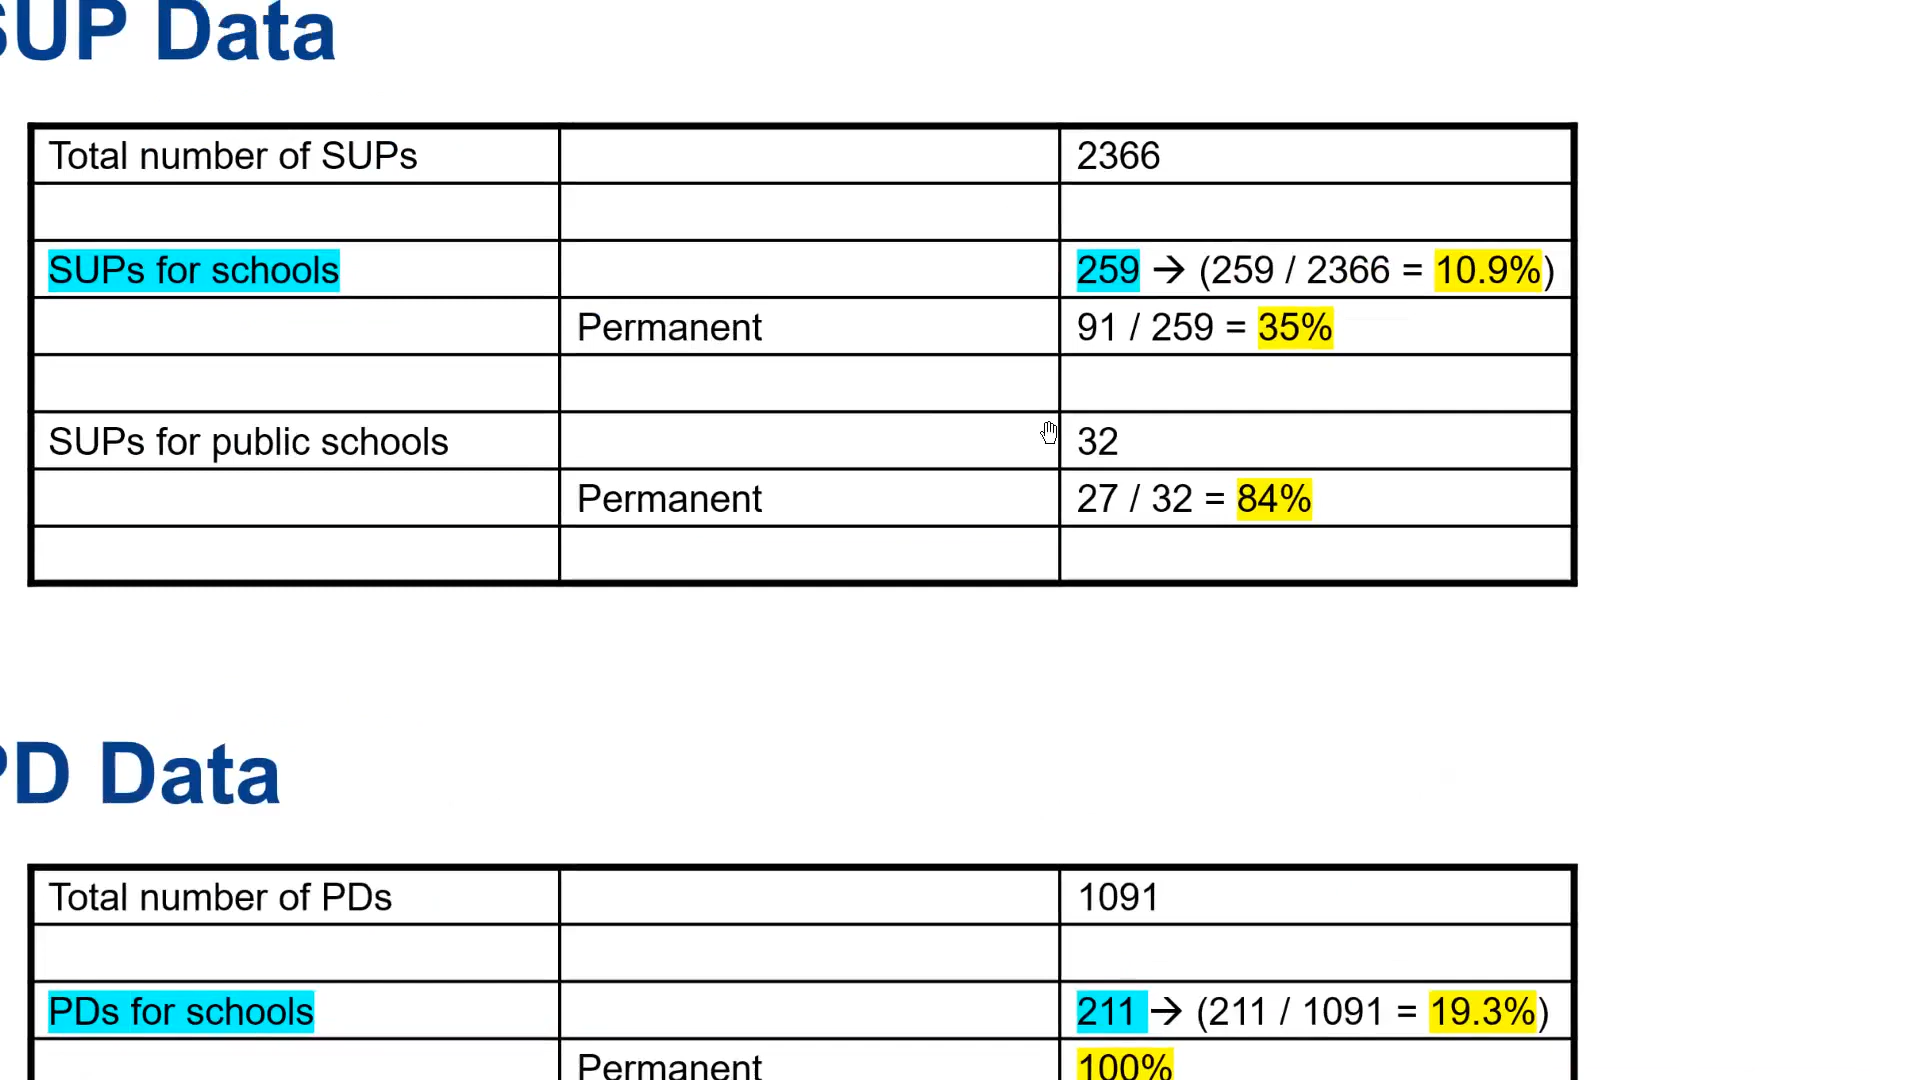 SUP Data
Total number of SUPs 2366
SUPs for schools 259 → (259 / 2366 = 10.9%)
Permanent 91 / 259 = 35%
SUPs for public schools 32
Permanent 27 / 32 = 84%
PD Data
Total number of PDs 1091
PDs for schools 211 → (211 / 1091 = 19.3%)
Permanent 100%